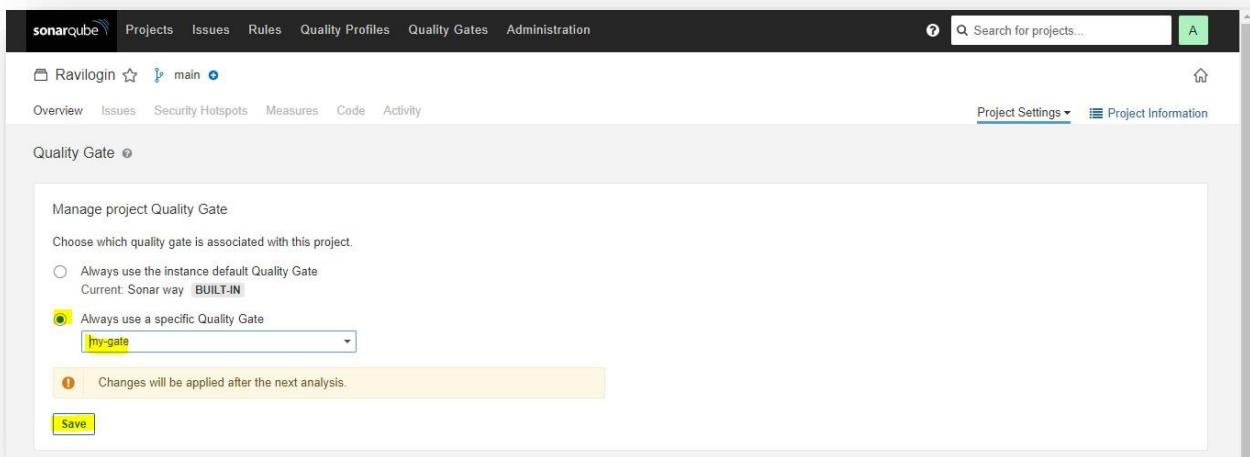 sonarqube Projects Issues Rules Quality Profiles Quality Gates Administration ? Search for projects... A
Ravilogin main
Overview Issues Security Hotspots Measures Code Activity Project Settings Project Information
Quality Gate ?
Manage project Quality Gate
Choose which quality gate is associated with this project.
Always use the instance default Quality Gate
Current: Sonar way BUILT-IN
Always use a specific Quality Gate
my-gate
Changes will be applied after the next analysis.
Save